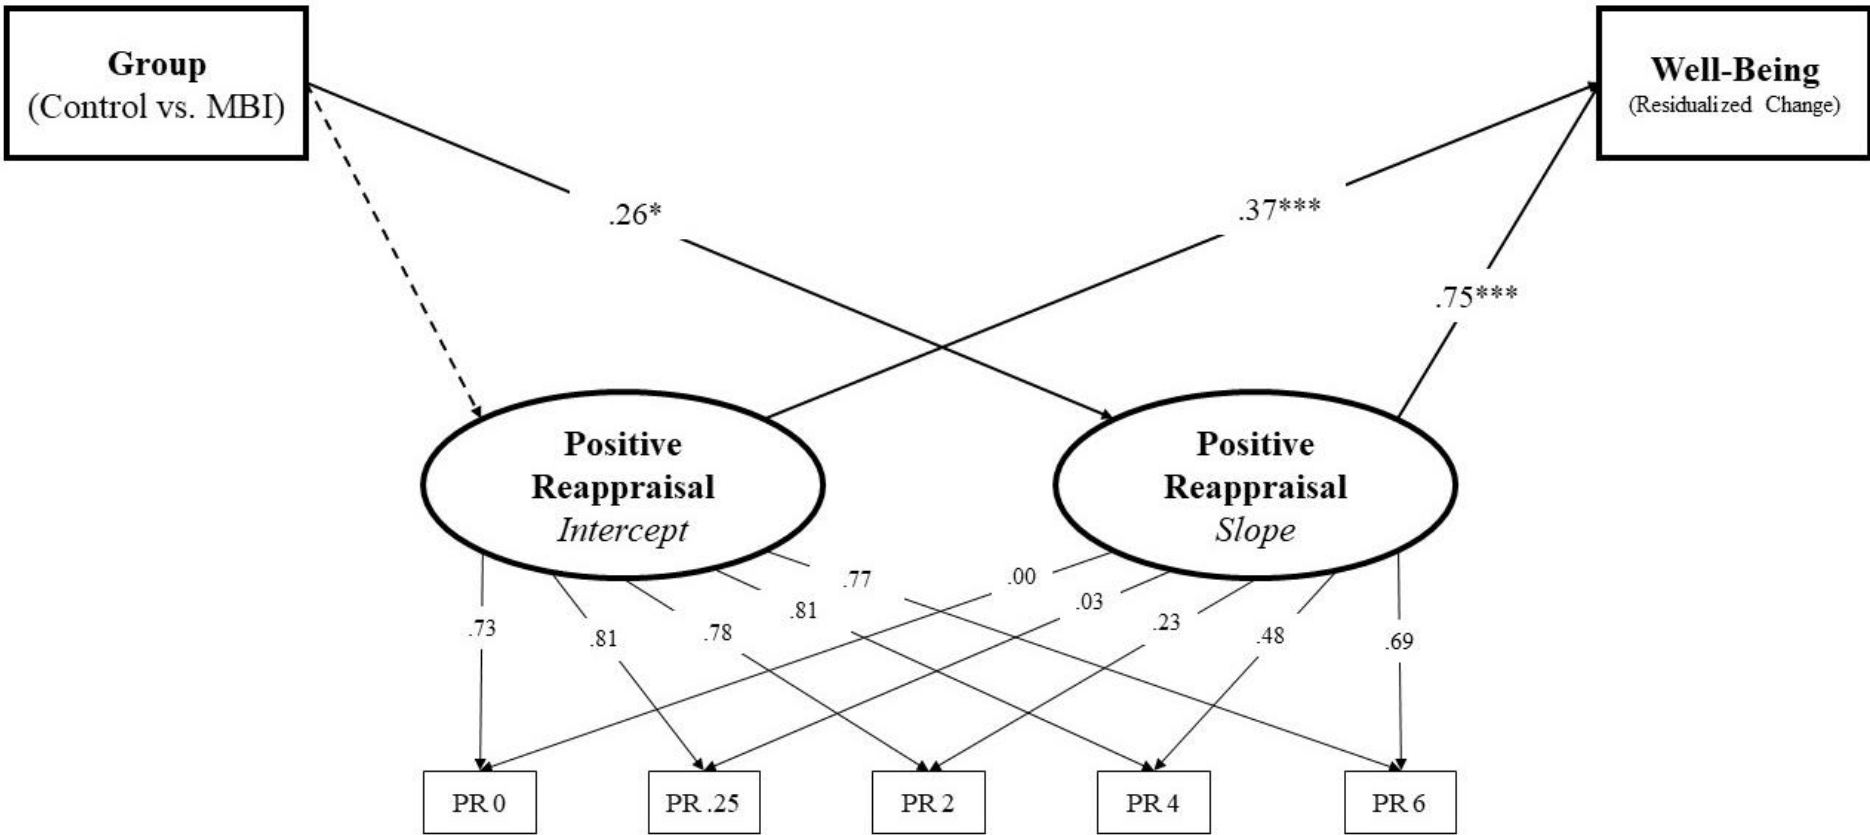 Group
(Control vs. MBI)
Well-Being
(Residualized Change)
.26*
.37***
.75***
Positive
Reappraisal
Intercept
Positive
Reappraisal
Slope
.73
.81
.78
.81
.77
.00
.03
.23
.48
.69
PR 0
PR .25
PR 2
PR 4
PR 6